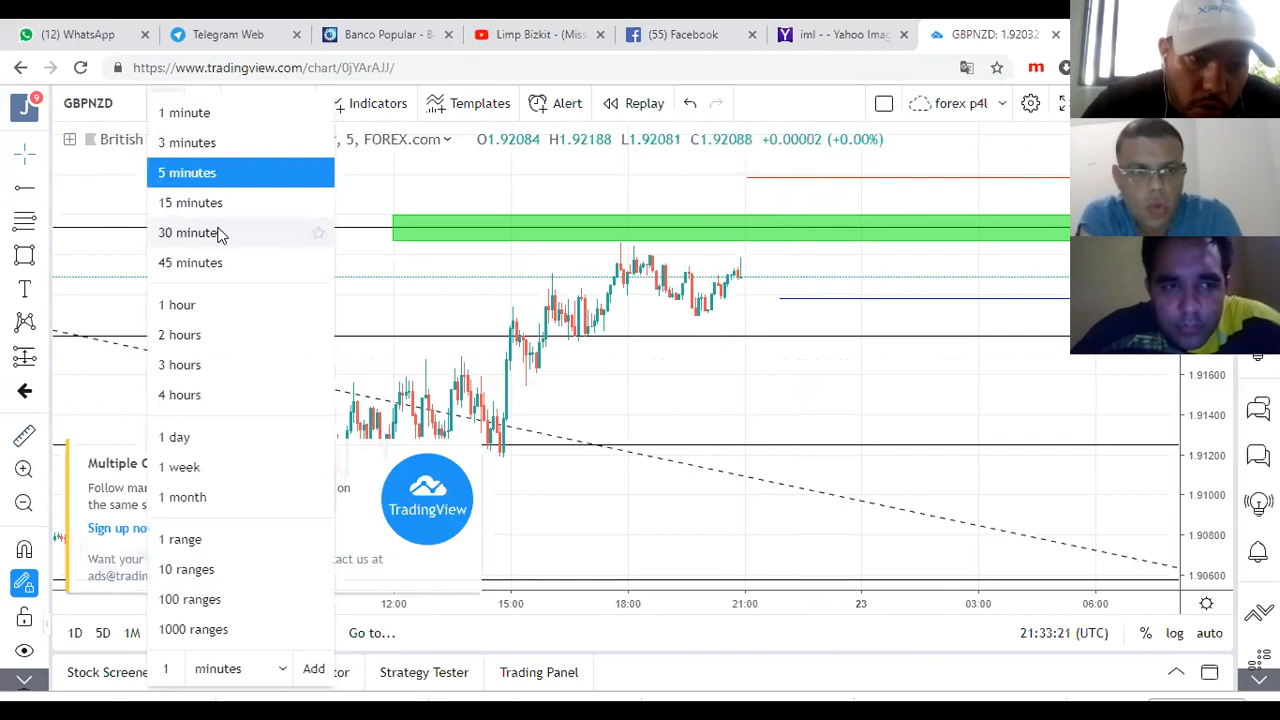 (12) WhatsApp
Telegram Web
Banco Popular - B
Limp Bizkit - (Miss
(55) Facebook
iml - - Yahoo Imag
GBPNZD: 1.92032
XPA
https://www.tradingview.com/chart/0jYArAJJ/
m
J
9
GBPNZD
Indicators
Templates
Alert
Replay
forex p4l
British
, 5, FOREX.com
O1.92084 H1.92188 L1.92081 C1.92088 +0.00002 (+0.00%)
1 minute
3 minutes
5 minutes
15 minutes
30 minute
45 minutes
1 hour
2 hours
3 hours
4 hours
1 day
1 week
1 month
1 range
10 ranges
100 ranges
1000 ranges
1
minutes
Add
1.91600
1.91400
1.91200
1.91000
1.90800
1.90600
Multiple C
Follow mar
on
the same s
Sign up no
Want your
tact us at
ads@tradin
TradingView
12:00
15:00
18:00
21:00
23
03:00
06:00
1D
5D
1M
Go to...
21:33:21 (UTC)
%
log
auto
Stock Screene
tor
Strategy Tester
Trading Panel